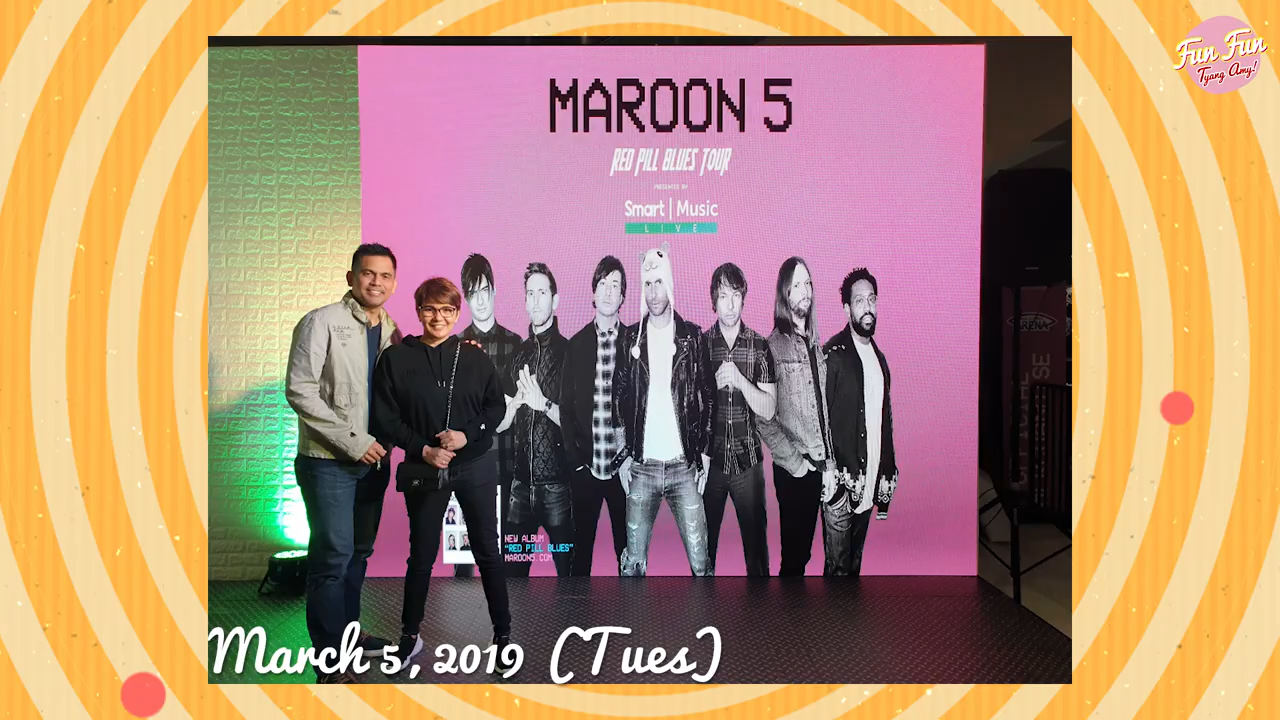 Fun Fun
Tyang Amy!
MAROON 5
RED PILL BLUES TOUR
PRESENTED BY
Smart | Music
LIVE
ARENA
NEW ALBUM
"RED PILL BLUES"
MAROON5.COM
March 5, 2019 (Tues)